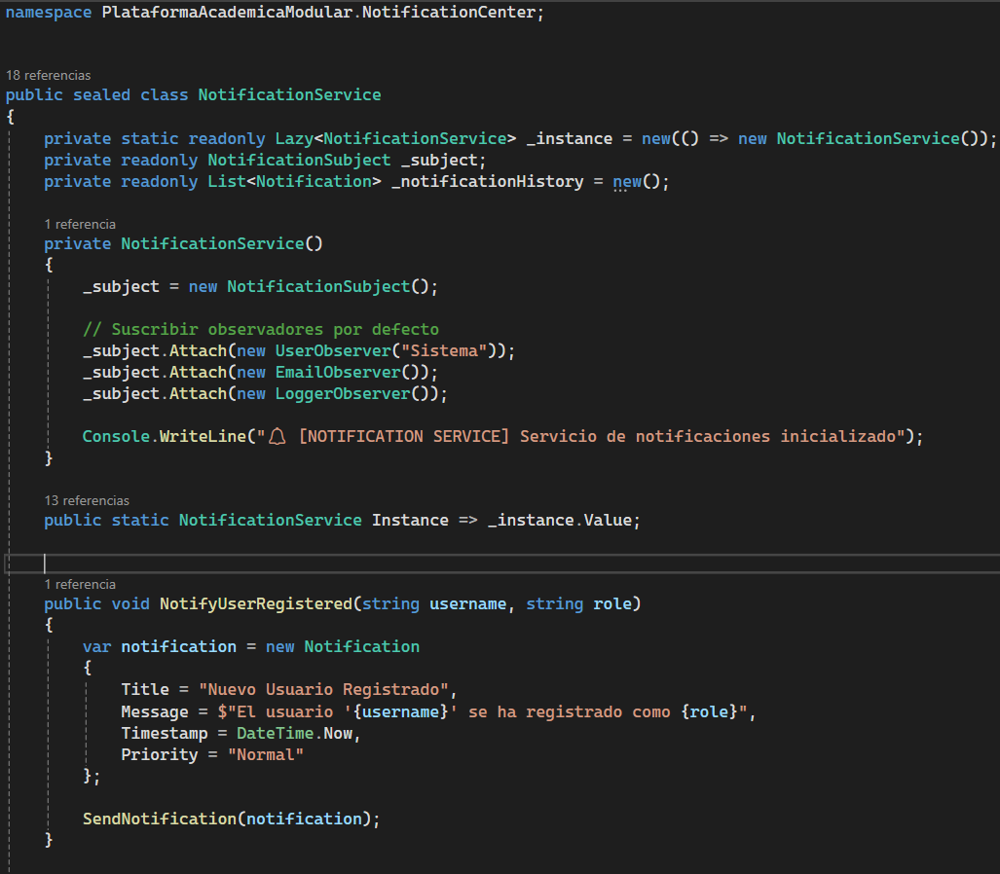 namespace PlataformaAcademicaModular.NotificationCenter;
18 referencias
public sealed class NotificationService
{
private static readonly Lazy<NotificationService> _instance = new(() => new NotificationService());
private readonly NotificationSubject _subject;
private readonly List<Notification> _notificationHistory = new();
1 referencia
private NotificationService()
{
_subject = new NotificationSubject();
// Suscribir observadores por defecto
_subject.Attach(new UserObserver("Sistema"));
_subject.Attach(new EmailObserver());
_subject.Attach(new LoggerObserver());
Console.WriteLine("🔔 [NOTIFICATION SERVICE] Servicio de notificaciones inicializado");
}
13 referencias
public static NotificationService Instance => _instance.Value;
1 referencia
public void NotifyUserRegistered(string username, string role)
{
var notification = new Notification
{
Title = "Nuevo Usuario Registrado",
Message = $"El usuario '{username}' se ha registrado como {role}",
Timestamp = DateTime.Now,
Priority = "Normal"
};
SendNotification(notification);
}